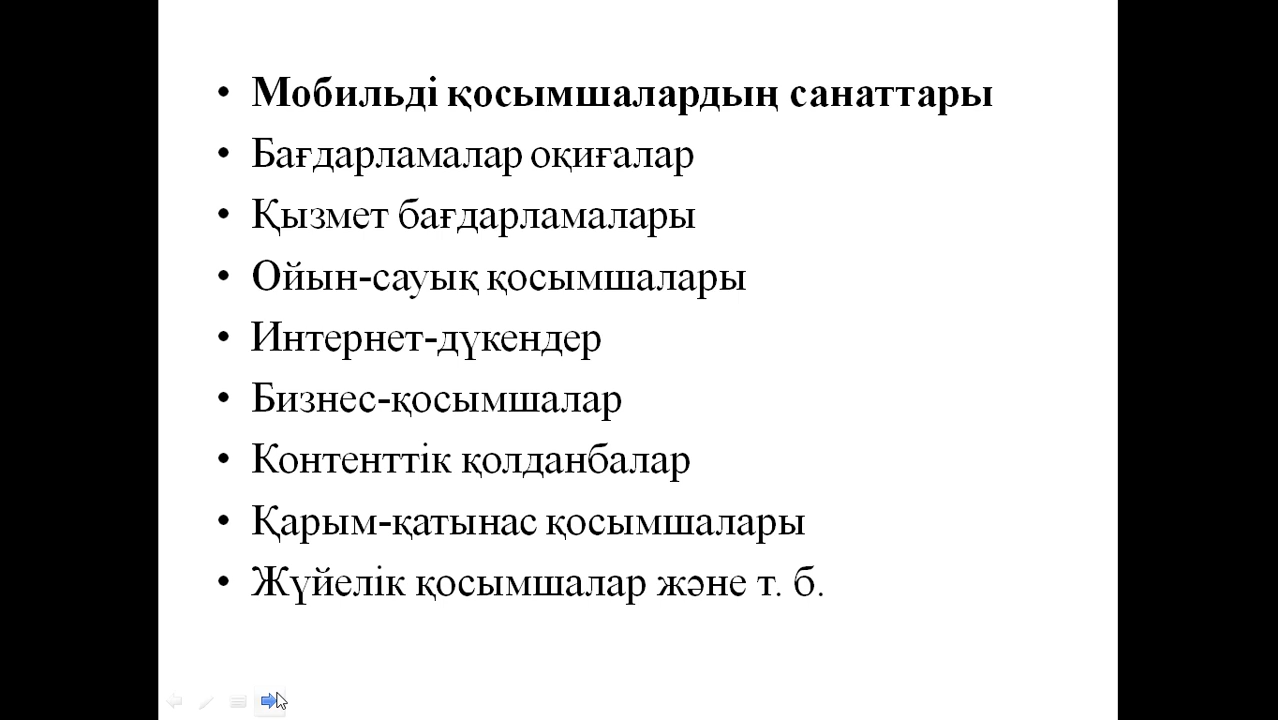 • Мобильді қосымшалардың санаттары
• Бағдарламалар оқиғалар
• Қызмет бағдарламалары
• Ойын-сауық қосымшалары
• Интернет-дүкендер
• Бизнес-қосымшалар
• Контенттік қолданбалар
• Қарым-қатынас қосымшалары
• Жүйелік қосымшалар және т. б.